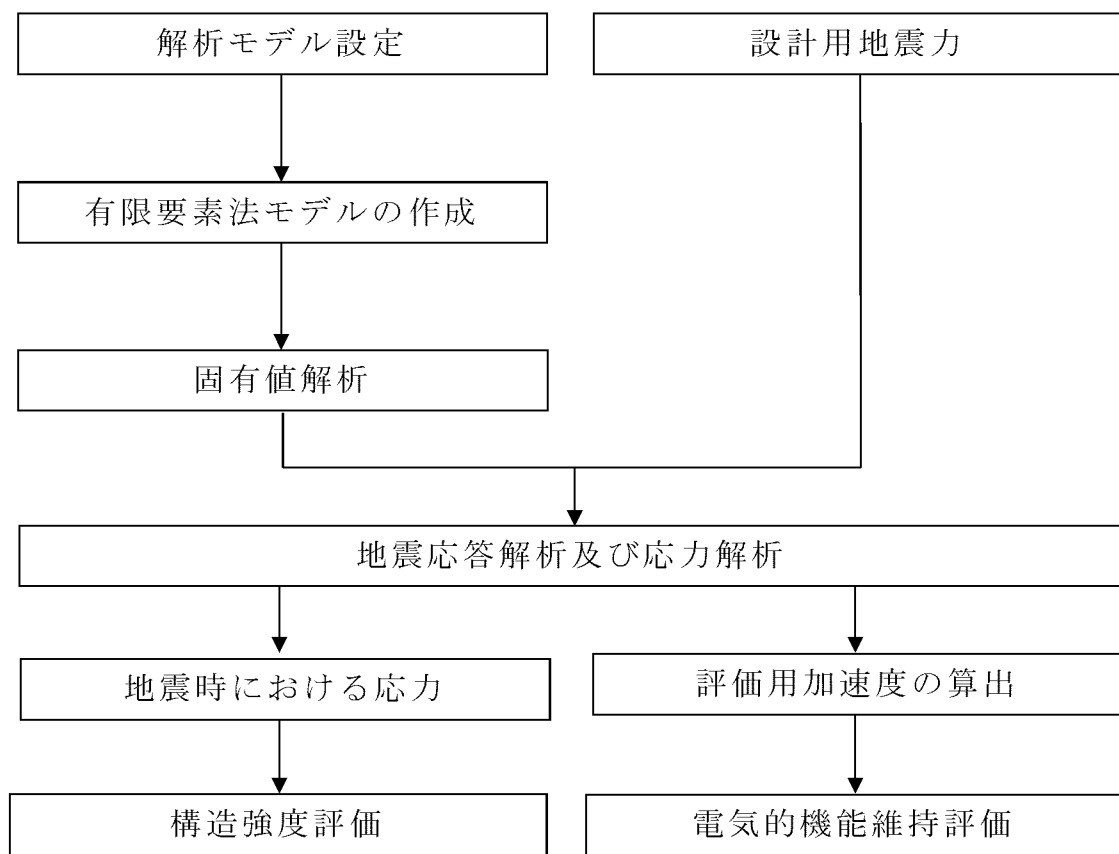 解析モデル設定
設計用地震力
有限要素法モデルの作成
固有値解析
地震応答解析及び応力解析
地震時における応力
評価用加速度の算出
構造強度評価
電気的機能維持評価